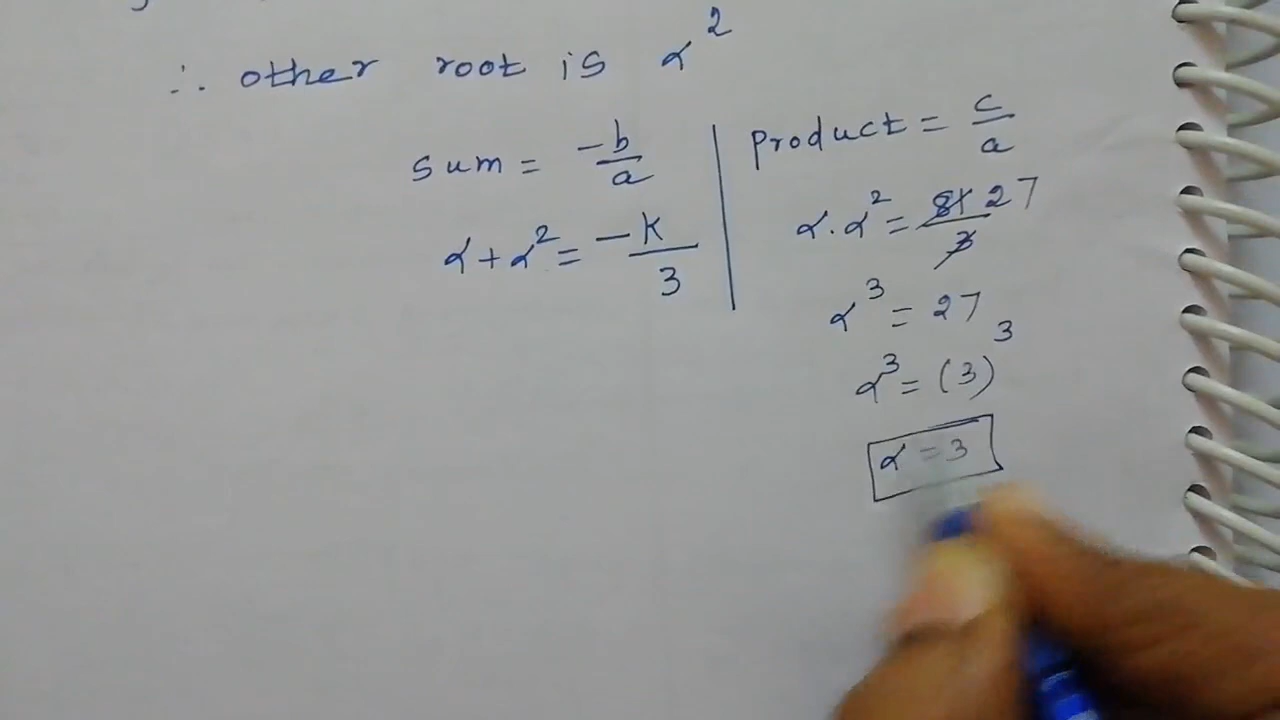 ∴ other root is α²
sum = -b/a
α + α² = -K/3
product = c/a
α.α² = 81 27/3
α³ = 27
α³ = (3)³
α = 3